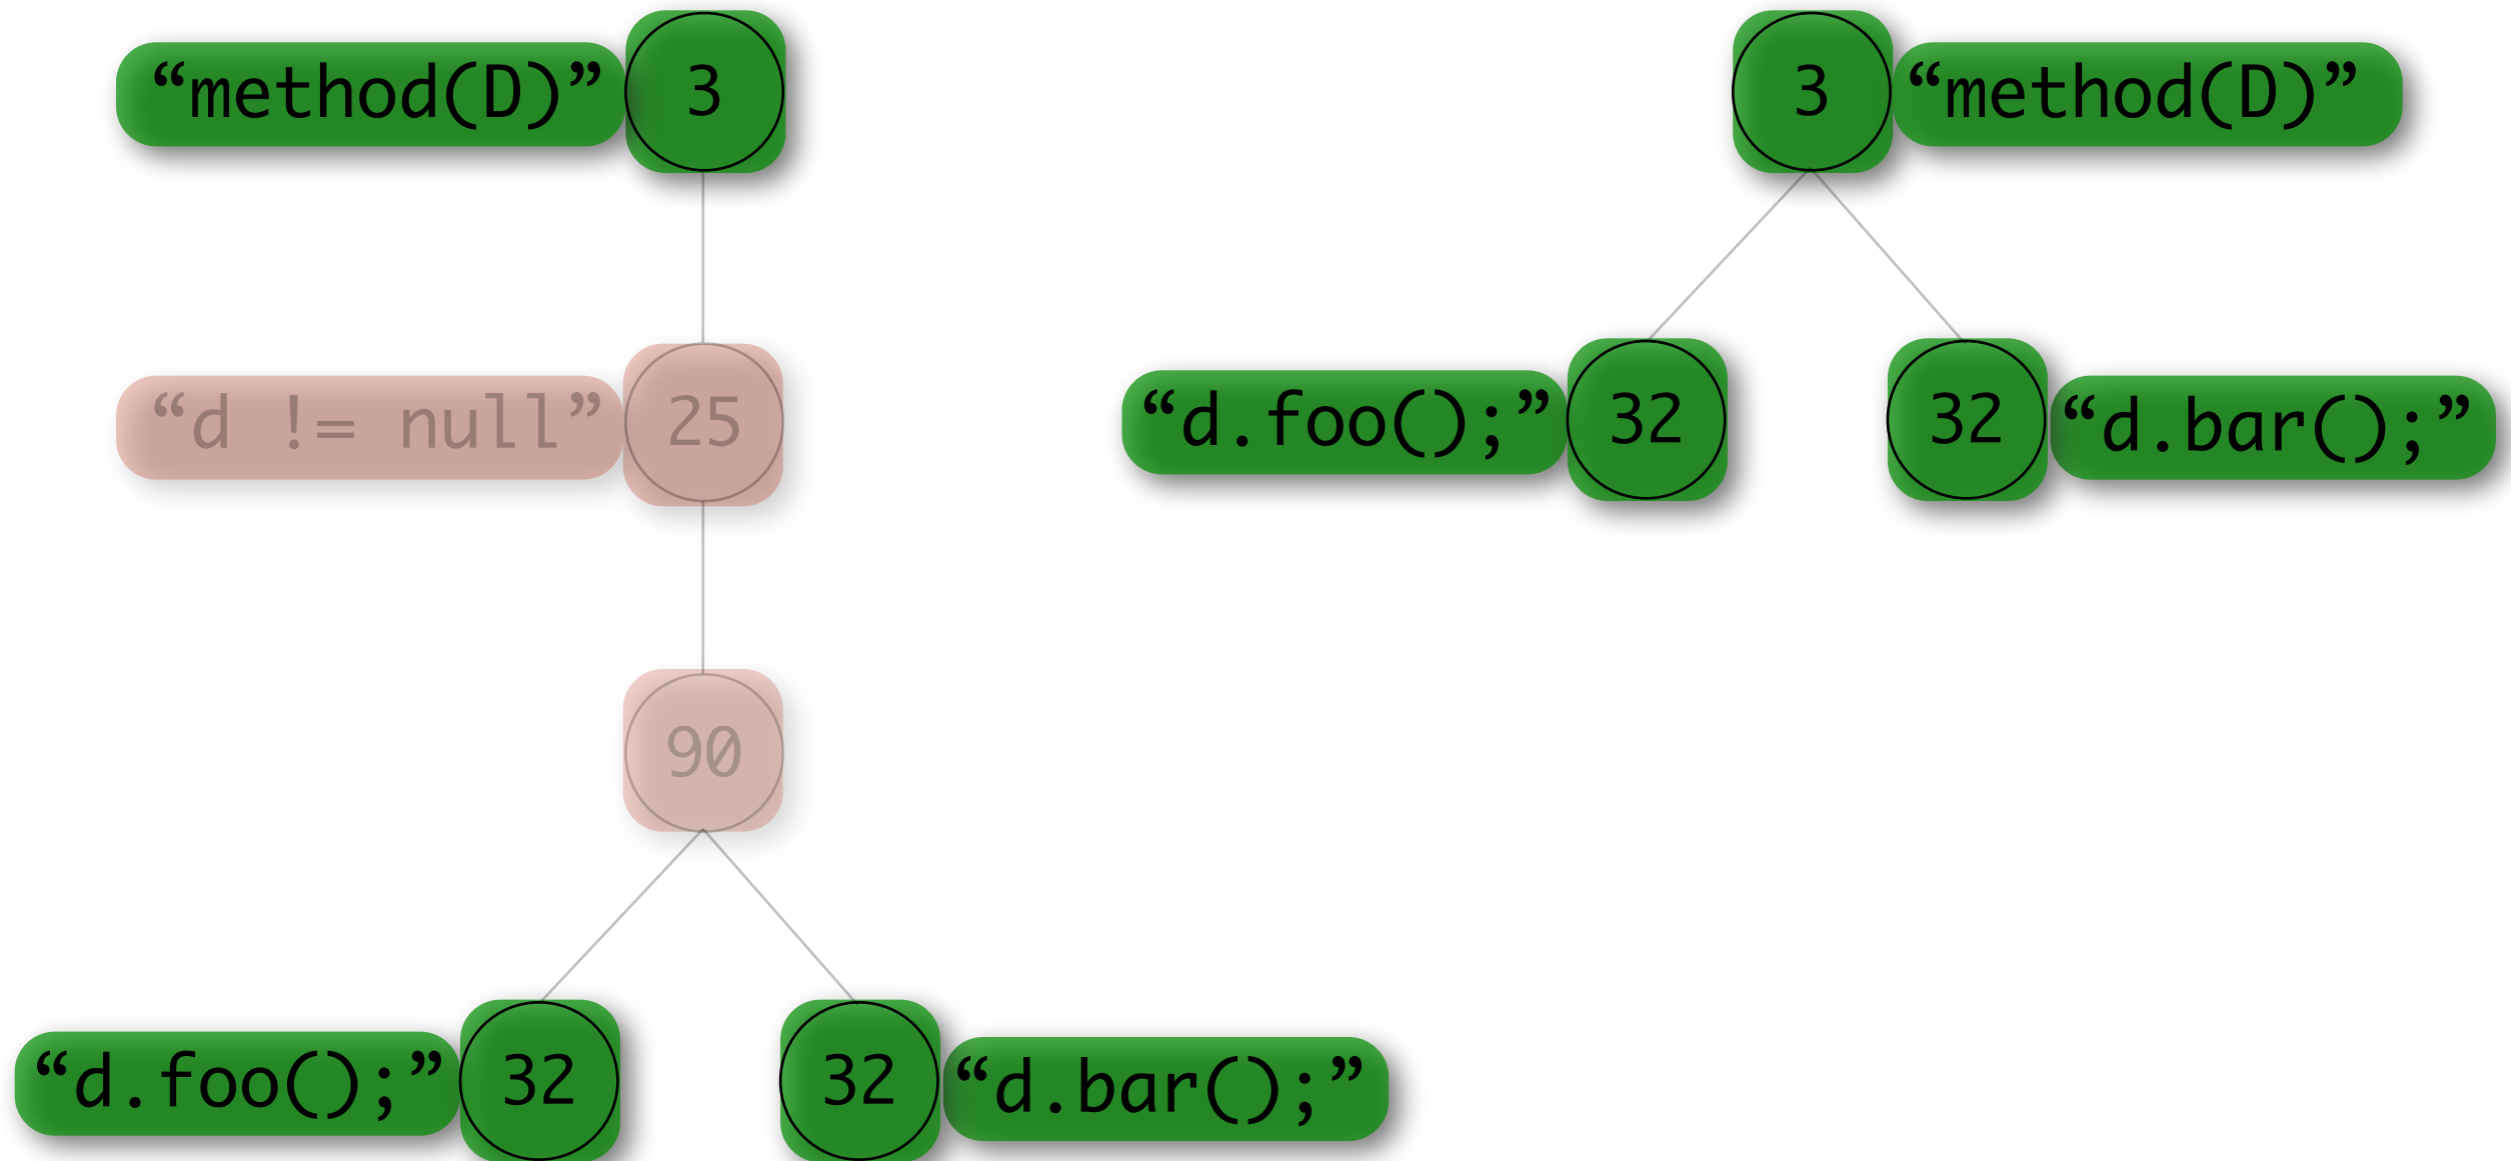 “method(D)” 3
3 “method(D)”
“d != null” 25
“d.foo();” 32
32 “d.bar();”
90
“d.foo();” 32
32 “d.bar();”